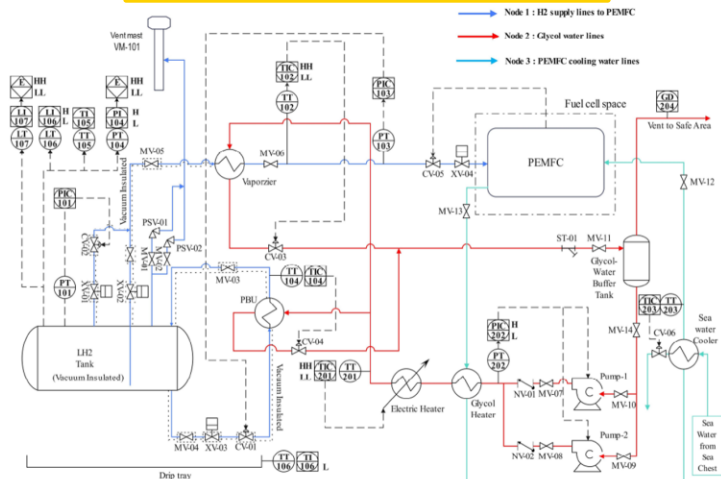 Node 1 : H2 supply lines to PEMFC
Node 2 : Glycol water lines
Node 3 : PEMFC cooling water lines
Vent mast
VM-101
E
HH
LL
E
HH
LL
LI
107
LI
106
H
L
TI
105
PI
104
H
L
LT
107
LT
106
TT
105
PT
104
TIC
102
HH
LL
TT
102
PIC
103
PT
103
GD
204
Vent to Safe Area
Fuel cell space
PEMFC
MV-05
Vacuum Insulated
Vaporzier
MV-06
CV-05
XV-04
MV-12
MV-13
PIC
101
PT
101
CV-02
XV-01
XV-02
MV-01
MV-02
PSV-01
PSV-02
CV-03
MV-03
TT
104
TIC
104
PBU
CV-04
ST-01
MV-11
Glycol-
Water
Buffer
Tank
MV-14
TIC
203
TT
203
CV-06
Sea
water
Cooler
LH2
Tank
(Vacuum Insulated)
Vacuum Insulated
HH
LL
TIC
201
TT
201
Electric Heater
Glycol
Heater
PIC
202
H
L
PT
202
NV-01
MV-07
Pump-1
C
MV-10
NV-02
MV-08
Pump-2
C
MV-09
Sea
Water
from
Sea
Chest
MV-04
XV-03
CV-01
TT
106
TI
106
L
Drip tray